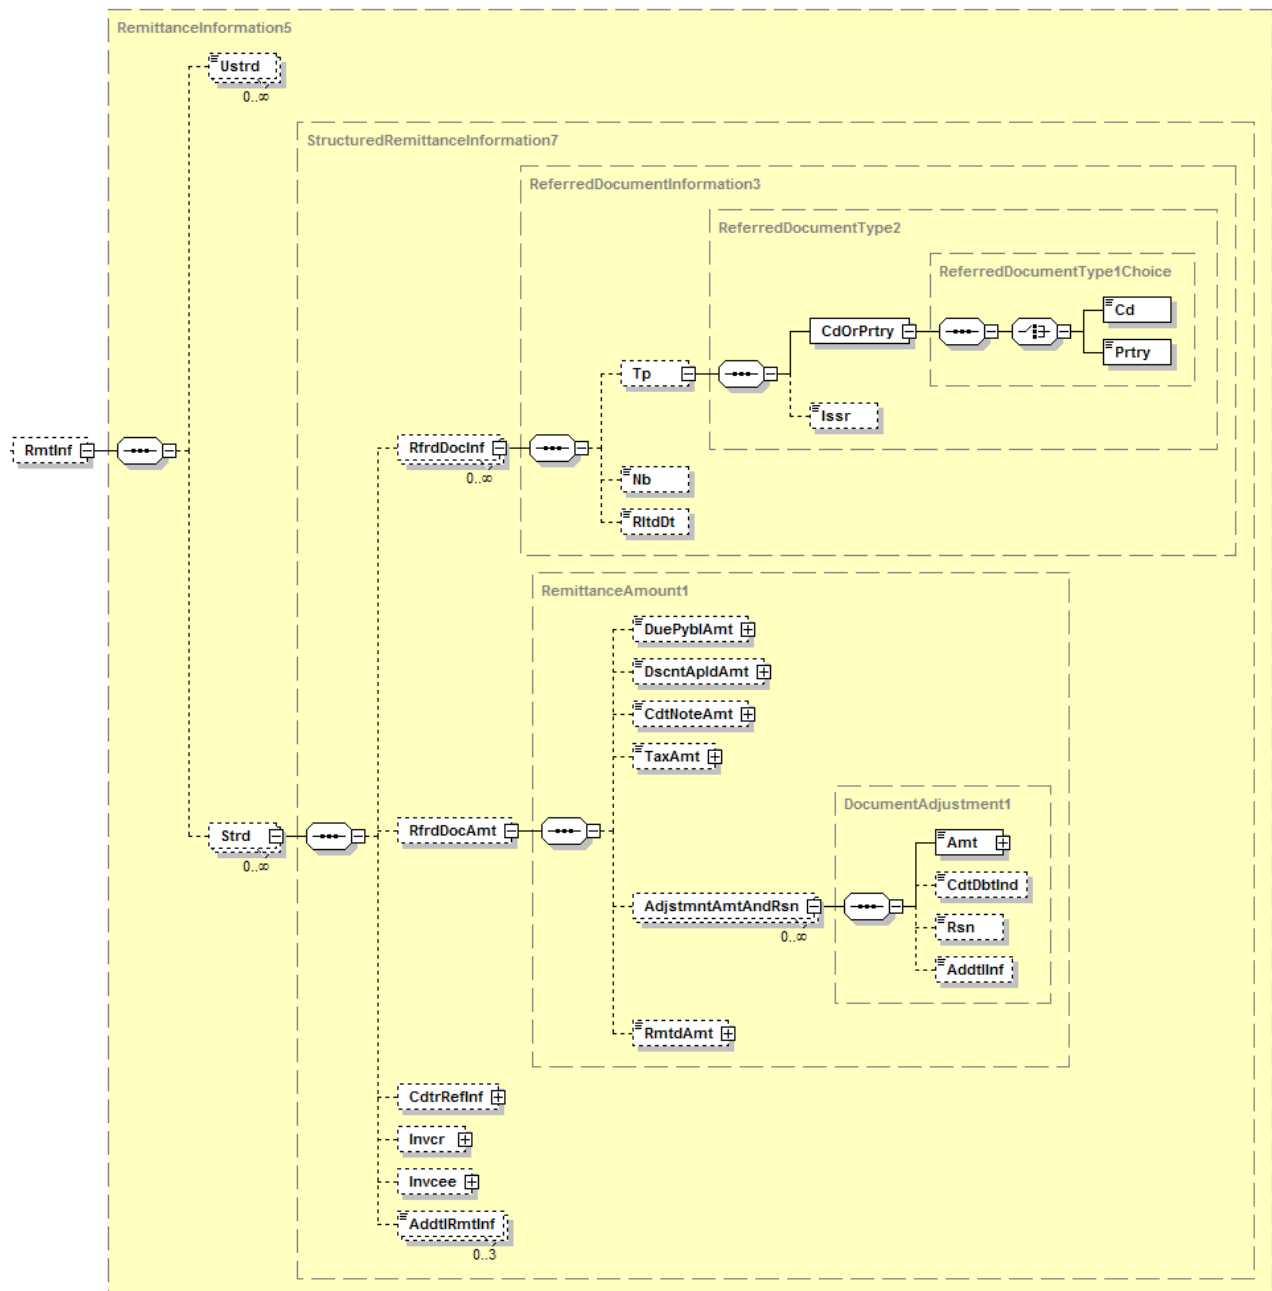 RemittanceInformation5
Ustrd
0..∞
StructuredRemittanceInformation7
ReferredDocumentInformation3
ReferredDocumentType2
ReferredDocumentType1Choice
Cd
CdOrPrtry
Prtry
Tp
Issr
RmtInf
RfrdDocInf
0..∞
Nb
RltdDt
RemittanceAmount1
DuePyblAmt
DscntApldAmt
CdtNoteAmt
TaxAmt
DocumentAdjustment1
Strd
0..∞
RfrdDocAmt
Amt
CdtDbtInd
AdjstmntAmtAndRsn
0..∞
Rsn
AddtlInf
RmtdAmt
CdtrRefInf
Invcr
Invcee
AddtlRmtInf
0..3